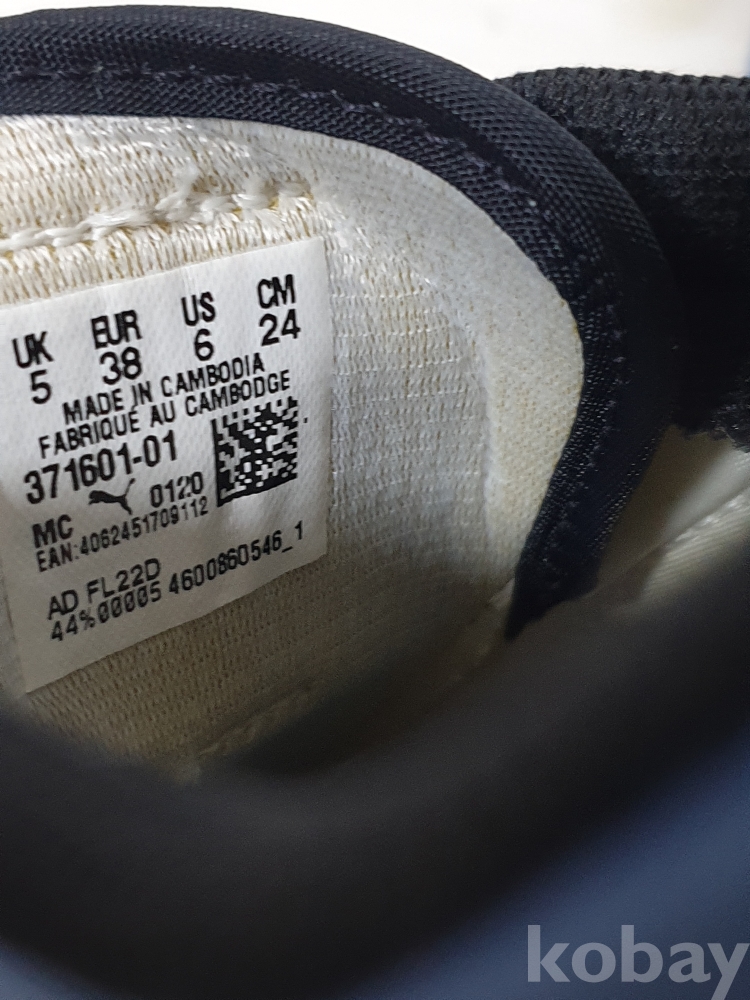 UK EUR US CM
5 38 6 24
MADE IN CAMBODIA
FABRIQUÉ AU CAMBODGE
371601-01
MC 0120
EAN:4062451709112
AD FL22D
44%00005 4600860546_1
kobay